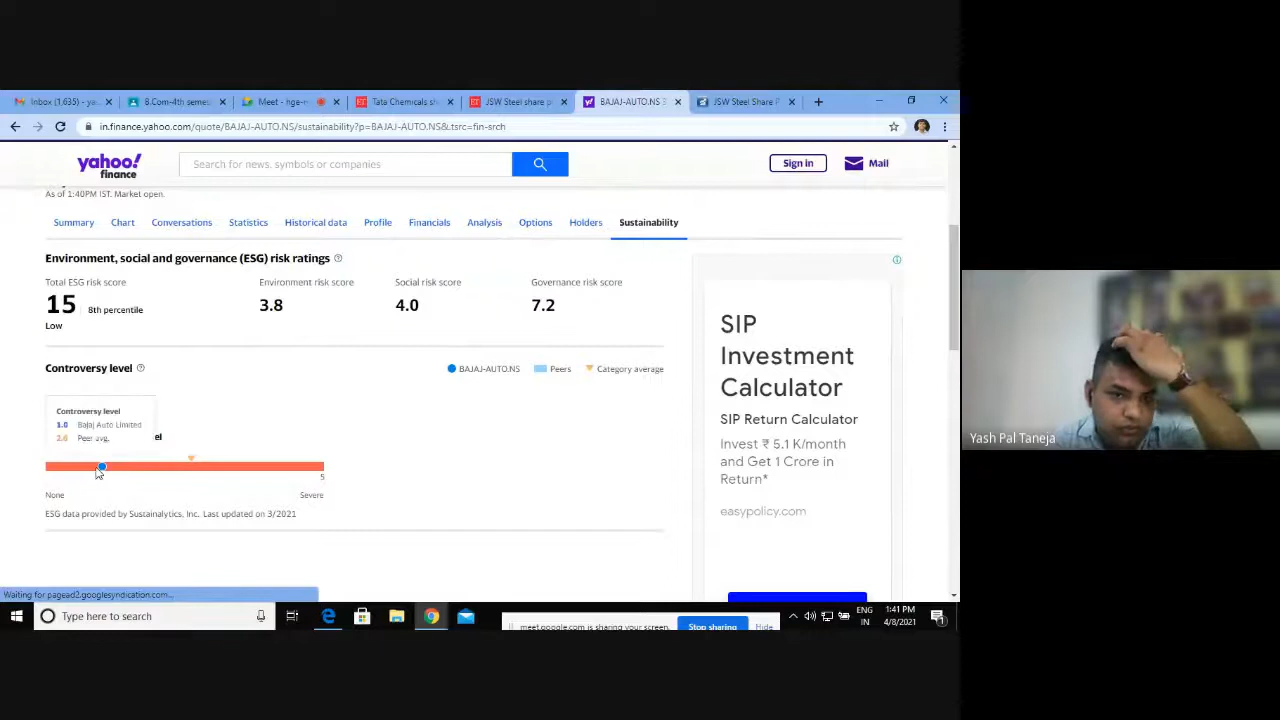 Inbox (1,635) - ya
B.Com-4th semes
Meet - hge-n
Tata Chemicals sh
JSW Steel share p
BAJAJ-AUTO.NS
JSW Steel Share P
in.finance.yahoo.com/quote/BAJAJ-AUTO.NS/sustainability?p=BAJAJ-AUTO.NS&.tsrc=fin-srch
yahoo!
finance
Search for news, symbols or companies
Sign in
Mail
As of 1:40PM IST. Market open.
Summary Chart Conversations Statistics Historical data Profile Financials Analysis Options Holders Sustainability
Environment, social and governance (ESG) risk ratings
Total ESG risk score Environment risk score Social risk score Governance risk score
15 8th percentile 3.8 4.0 7.2
Low
Controversy level
BAJAJ-AUTO.NS Peers Category average
Controversy level
1.0 Bajaj Auto Limited
2.6 Peer avg.
el
5
None Severe
ESG data provided by Sustainalytics, Inc. Last updated on 3/2021
SIP
Investment
Calculator
SIP Return Calculator
Invest ₹ 5.1 K/month
and Get 1 Crore in
Return*
easypolicy.com
Yash Pal Taneja
Waiting for pagead2.googlesyndication.com...
Type here to search
meet.google.com is sharing your screen.
Stop sharing
Hide
ENG
IN
1:41 PM
4/8/2021